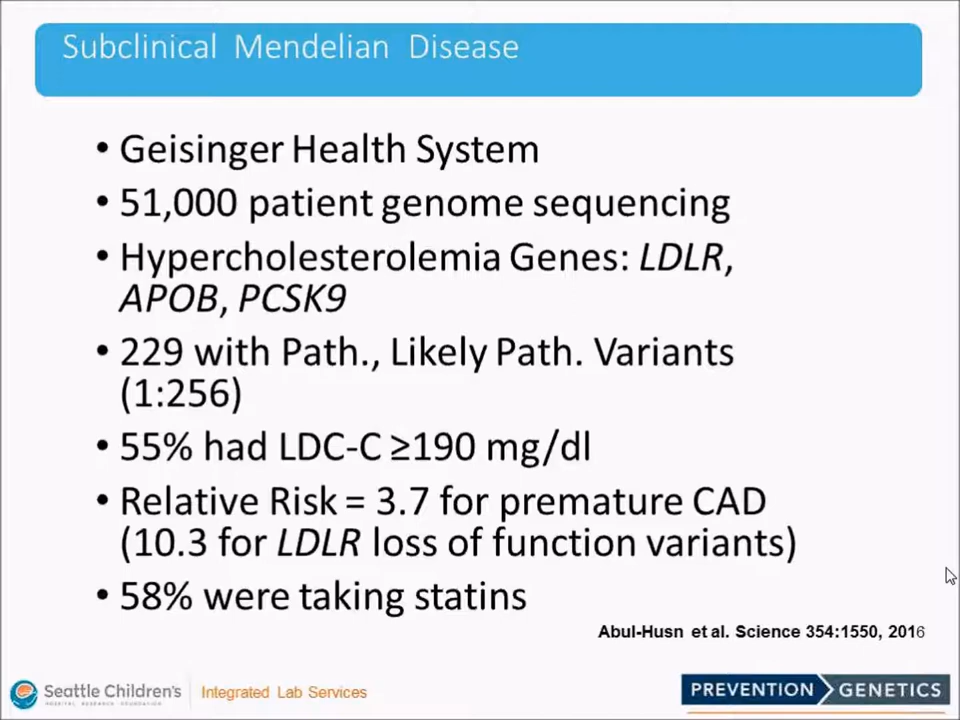 Subclinical Mendelian Disease
• Geisinger Health System
• 51,000 patient genome sequencing
• Hypercholesterolemia Genes: LDLR,
APOB, PCSK9
• 229 with Path., Likely Path. Variants
(1:256)
• 55% had LDC-C ≥190 mg/dl
• Relative Risk = 3.7 for premature CAD
(10.3 for LDLR loss of function variants)
• 58% were taking statins
Abul-Husn et al. Science 354:1550, 2016
Seattle Children's
HOSPITAL · RESEARCH · FOUNDATION
Integrated Lab Services
PREVENTION GENETICS